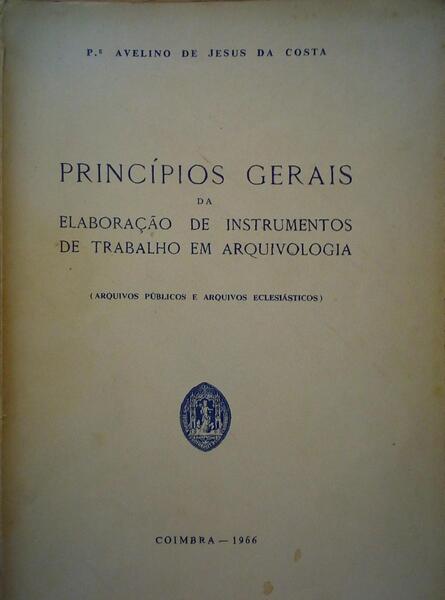 P.e AVELINO DE JESUS DA COSTA
PRINCÍPIOS GERAIS
DA
ELABORAÇÃO DE INSTRUMENTOS
DE TRABALHO EM ARQUIVOLOGIA
(ARQUIVOS PÚBLICOS E ARQUIVOS ECLESIÁSTICOS)
COIMBRA — 1966